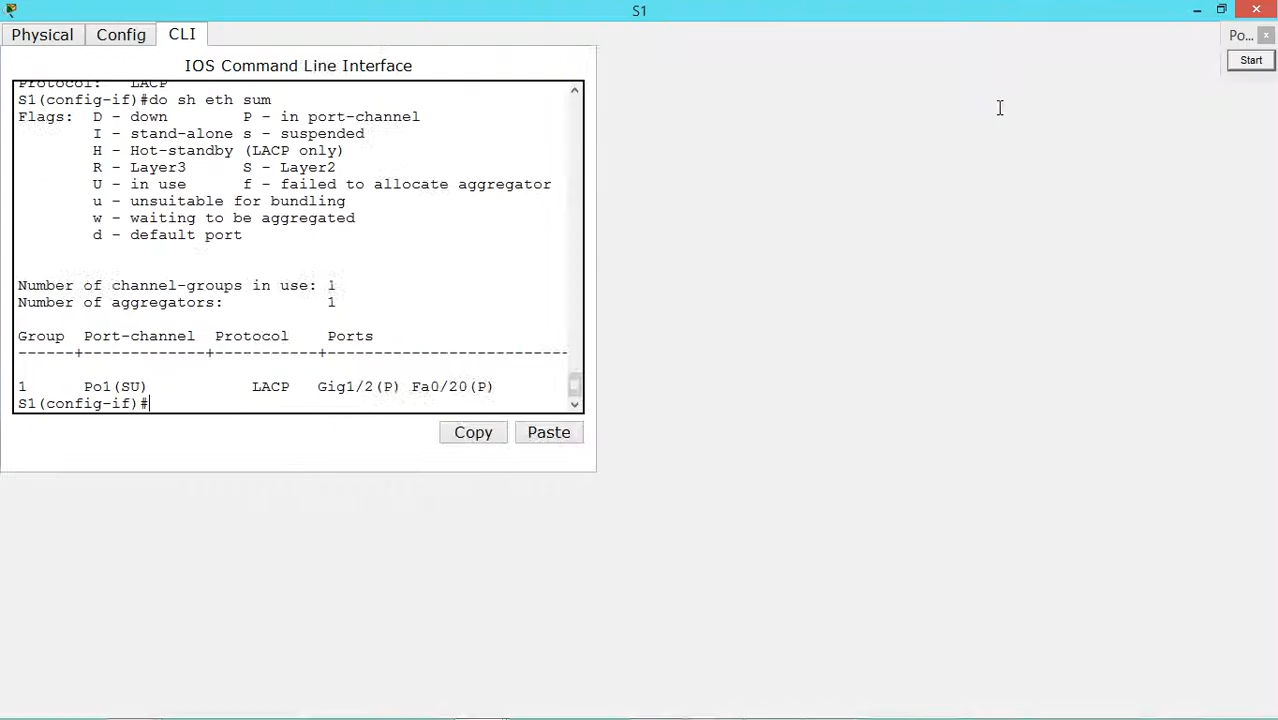 S1
Physical Config CLI
Po...
Start
IOS Command Line Interface
Protocol: LACP
S1(config-if)#do sh eth sum
Flags: D - down P - in port-channel
I - stand-alone s - suspended
H - Hot-standby (LACP only)
R - Layer3 S - Layer2
U - in use f - failed to allocate aggregator
u - unsuitable for bundling
w - waiting to be aggregated
d - default port
Number of channel-groups in use: 1
Number of aggregators: 1
Group Port-channel Protocol Ports
------+-------------+-----------+--------------------------
1 Po1(SU) LACP Gig1/2(P) Fa0/20(P)
S1(config-if)#
Copy Paste